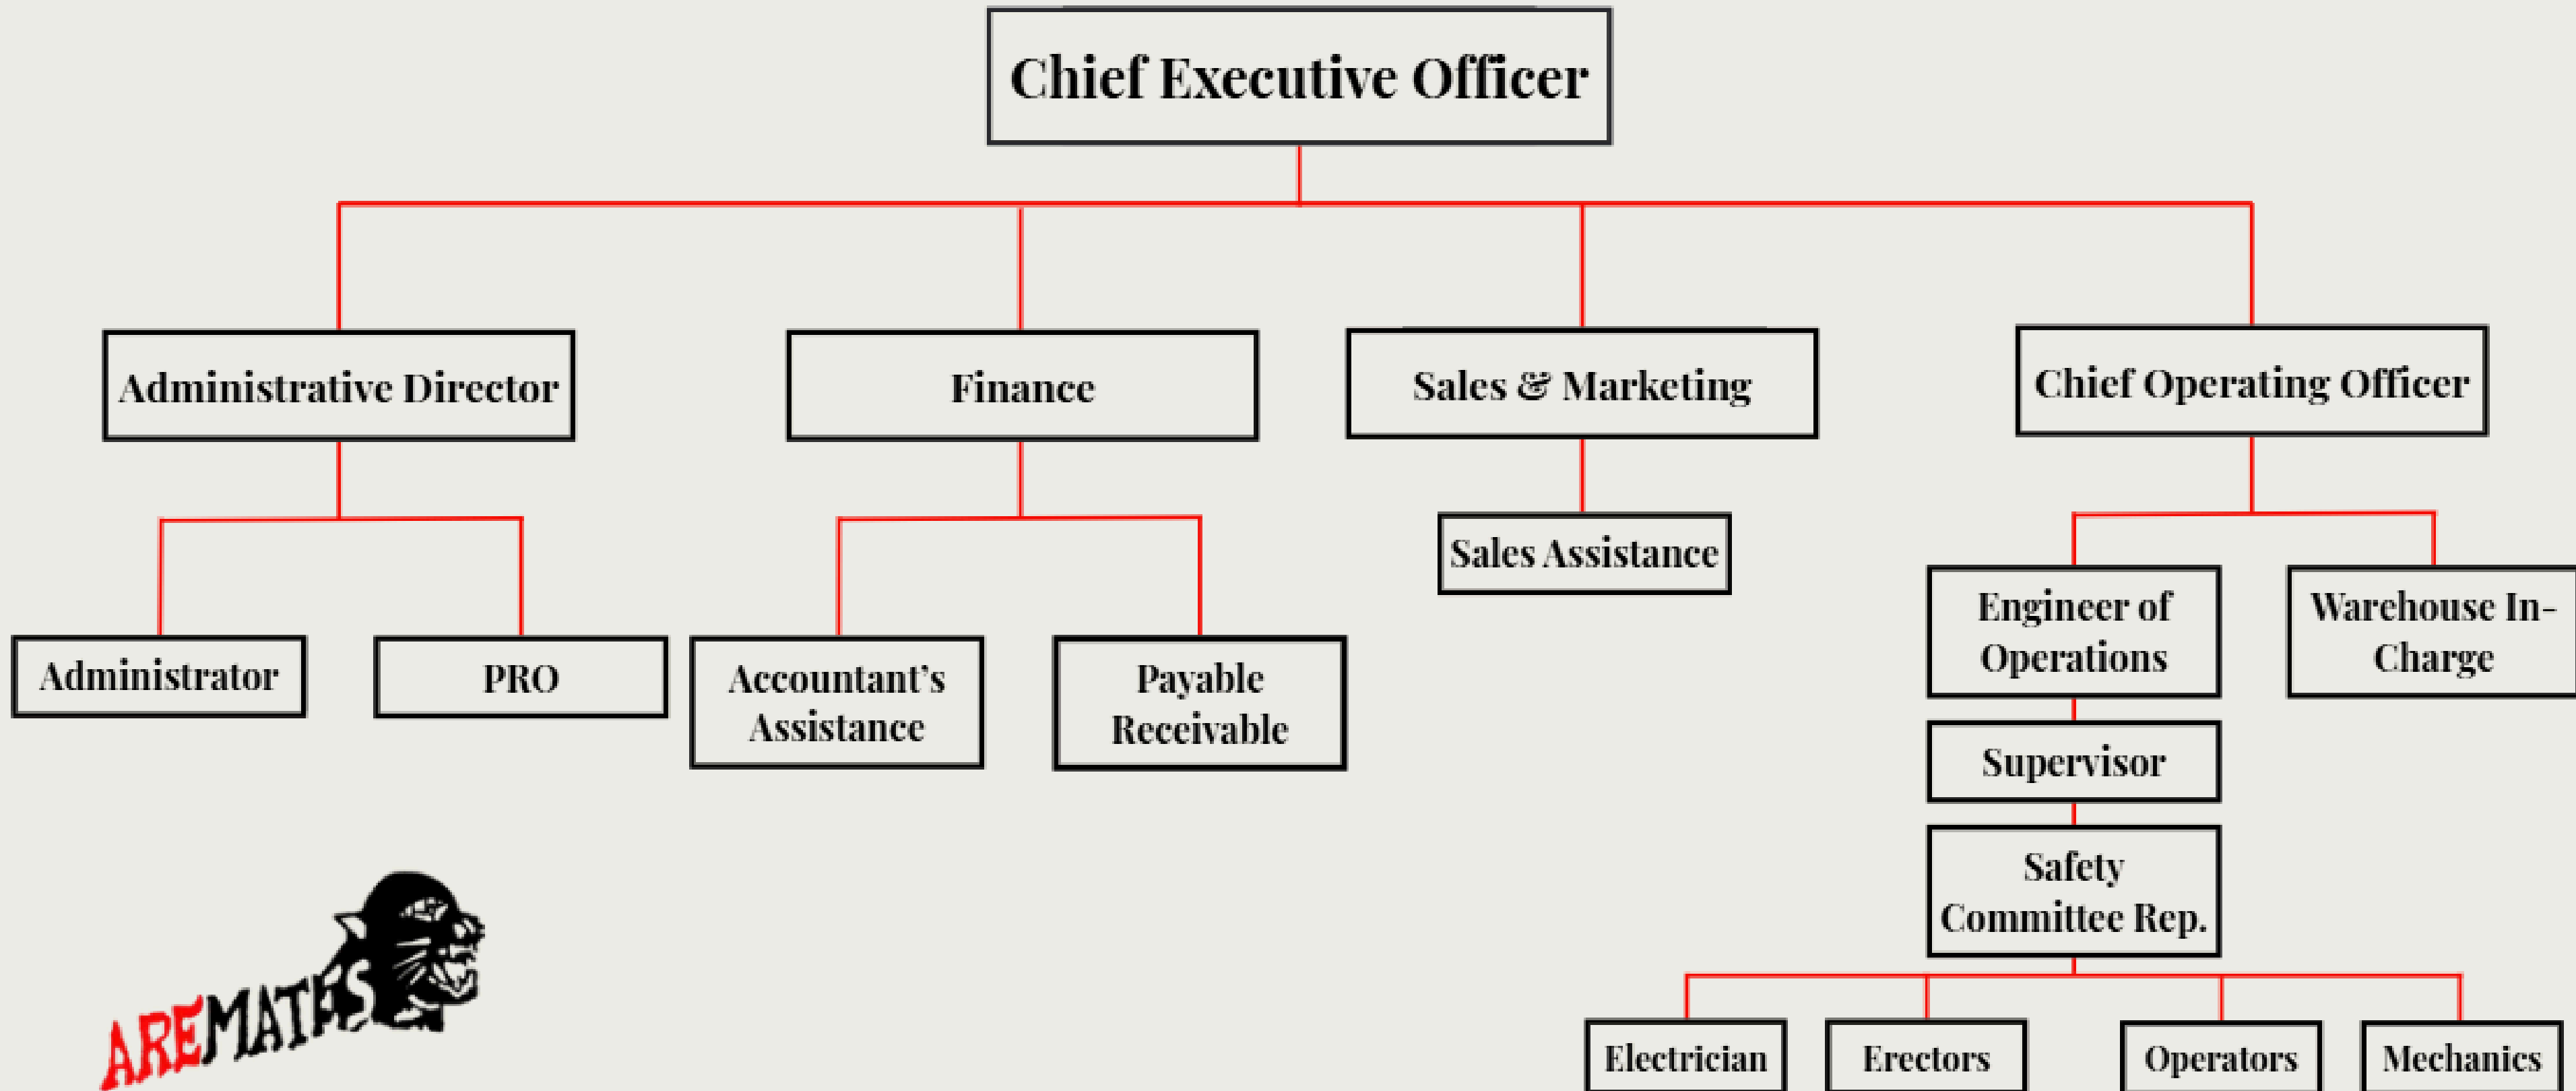 Chief Executive Officer
Administrative Director
Finance
Sales & Marketing
Chief Operating Officer
Sales Assistance
Engineer of
Operations
Warehouse In-
Charge
Administrator
PRO
Accountant’s
Assistance
Payable
Receivable
Supervisor
Safety
Committee Rep.
AREMATES
Electrician
Erectors
Operators
Mechanics